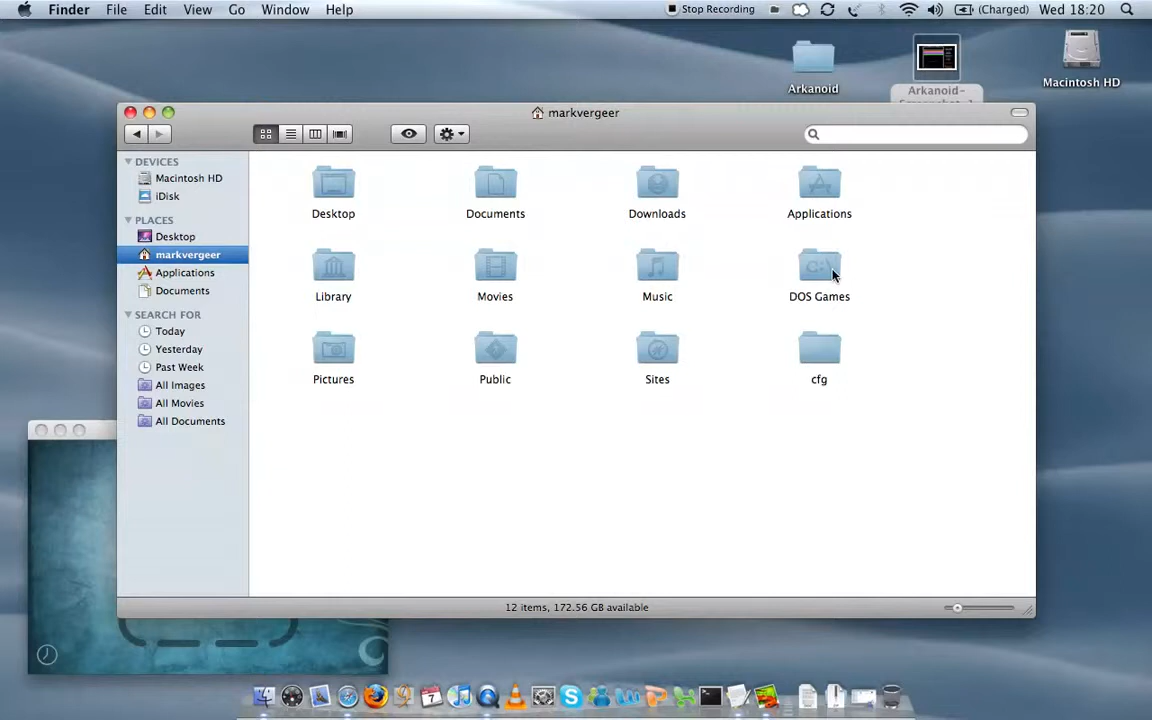 Finder File Edit View Go Window Help Stop Recording (Charged) Wed 18:20
Arkanoid
Arkanoid-
Macintosh HD
markvergeer
DEVICES
Macintosh HD
iDisk
PLACES
Desktop
markvergeer
Applications
Documents
SEARCH FOR
Today
Yesterday
Past Week
All Images
All Movies
All Documents
Desktop Documents Downloads Applications
C:\
Library Movies Music DOS Games
Pictures Public Sites cfg
12 items, 172.56 GB available
7